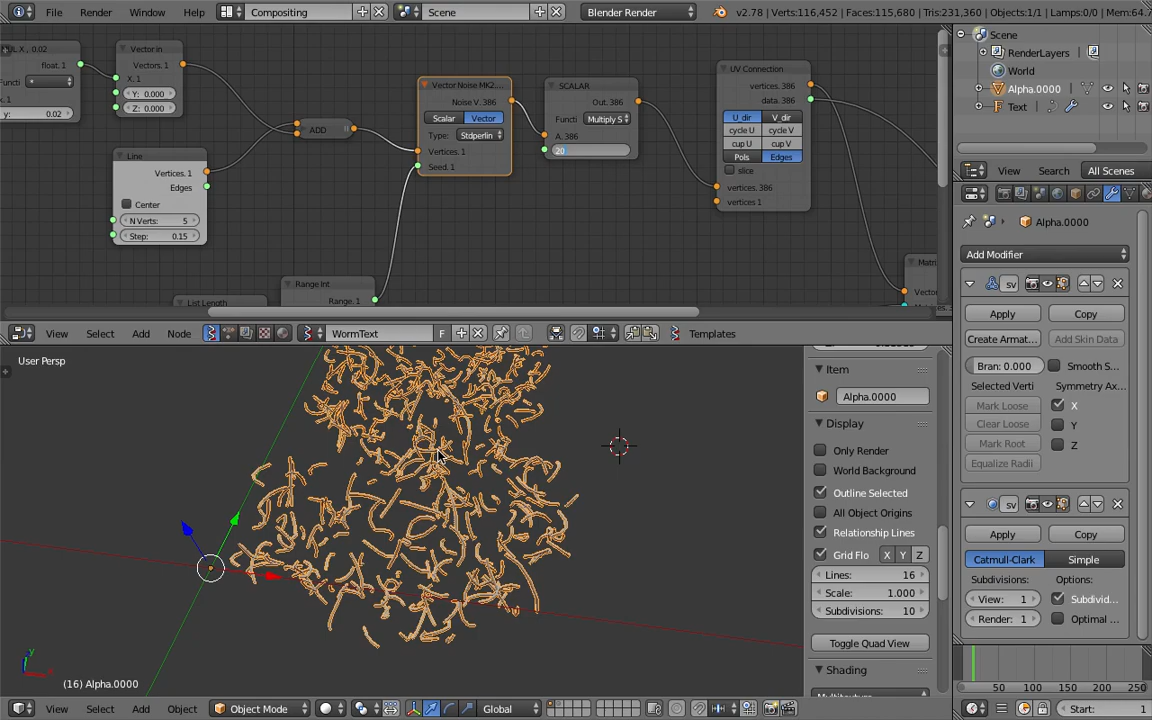 File Render Window Help Compositing Scene Blender Render v2.78 | Verts:116,452 | Faces:115,680 | Tris:231,360 | Objects:1/1 | Lamps:0/0 | Mem:64.
X, 0.02
float. 1
x. 1
y: 0.02
Vector in
Vectors. 1
X. 1
Y: 0.000
Z: 0.000
Line
Vertices. 1
Edges
Center
N Verts: 5
Step: 0.15
ADD
List Length
Range Int
Range. 1
Vector Noise MK2...
Noise V. 386
Scalar Vector
Type: Stdperlin
Vertices. 1
Seed. 1
SCALAR
Out. 386
Functi Multiply S
A. 386
20
UV Connection
vertices. 386
data. 386
U_dir V_dir
cycle U cycle V
cup U cup V
Pols Edges
slice
vertices. 386
vertices 1
Matri
Vector
View Select Add Node WormText F Templates
User Persp
(16) Alpha.0000
View Select Add Object Object Mode Global
Item
Alpha.0000
Display
Only Render
World Background
Outline Selected
All Object Origins
Relationship Lines
Grid Flo X Y Z
Lines: 16
Scale: 1.000
Subdivisions: 10
Toggle Quad View
Shading
Scene
RenderLayers
World
Alpha.0000
Text
View Search All Scenes
Alpha.0000
Add Modifier
sv
Apply Copy
Create Armat... Add Skin Data
Bran: 0.000 Smooth S...
Selected Verti Symmetry Ax...
Mark Loose X
Clear Loose Y
Mark Root Z
Equalize Radii
sv
Apply Copy
Catmull-Clark Simple
Subdivisions: Options:
View: 1 Subdivid...
Render: 1 Optimal ...
50 100 150 200 250
Start: 1